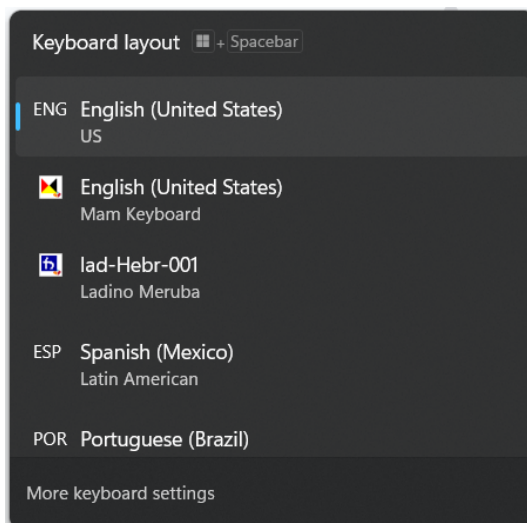 Keyboard layout + Spacebar
ENG English (United States)
US
English (United States)
Mam Keyboard
lad-Hebr-001
Ladino Meruba
ESP Spanish (Mexico)
Latin American
POR Portuguese (Brazil)
More keyboard settings